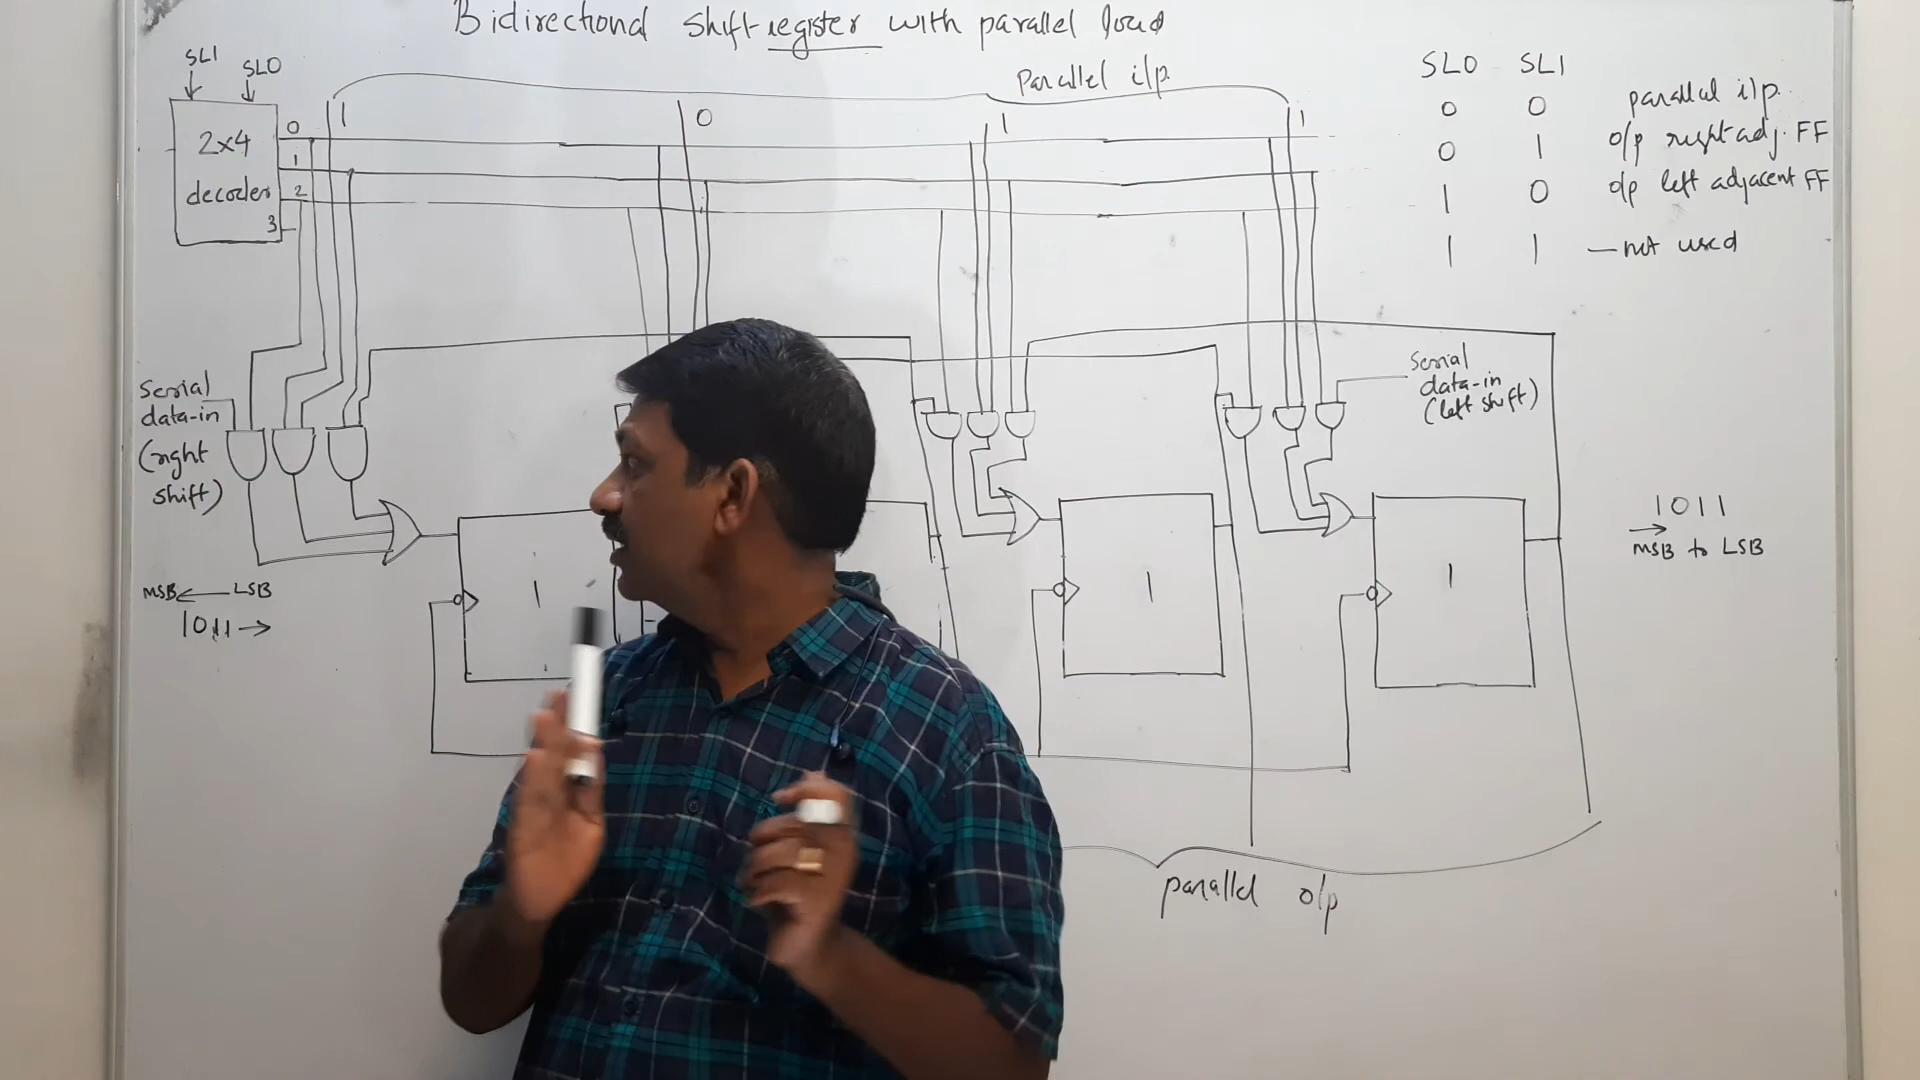 Bidirectional shift-register with parallel load
SL1
SL0
2x4
decoder
0
1
2
3
1
0
1
1
parallel i/p
SL0 SL1
0 0 parallel i/p.
0 1 o/p right adj. FF
1 0 o/p left adjacent FF
1 1 — not used
serial
data-in
(right
shift)
serial
data-in
(left shift)
MSB ← LSB
1011 →
1
1
1
1011
→
MSB to LSB
parallel o/p